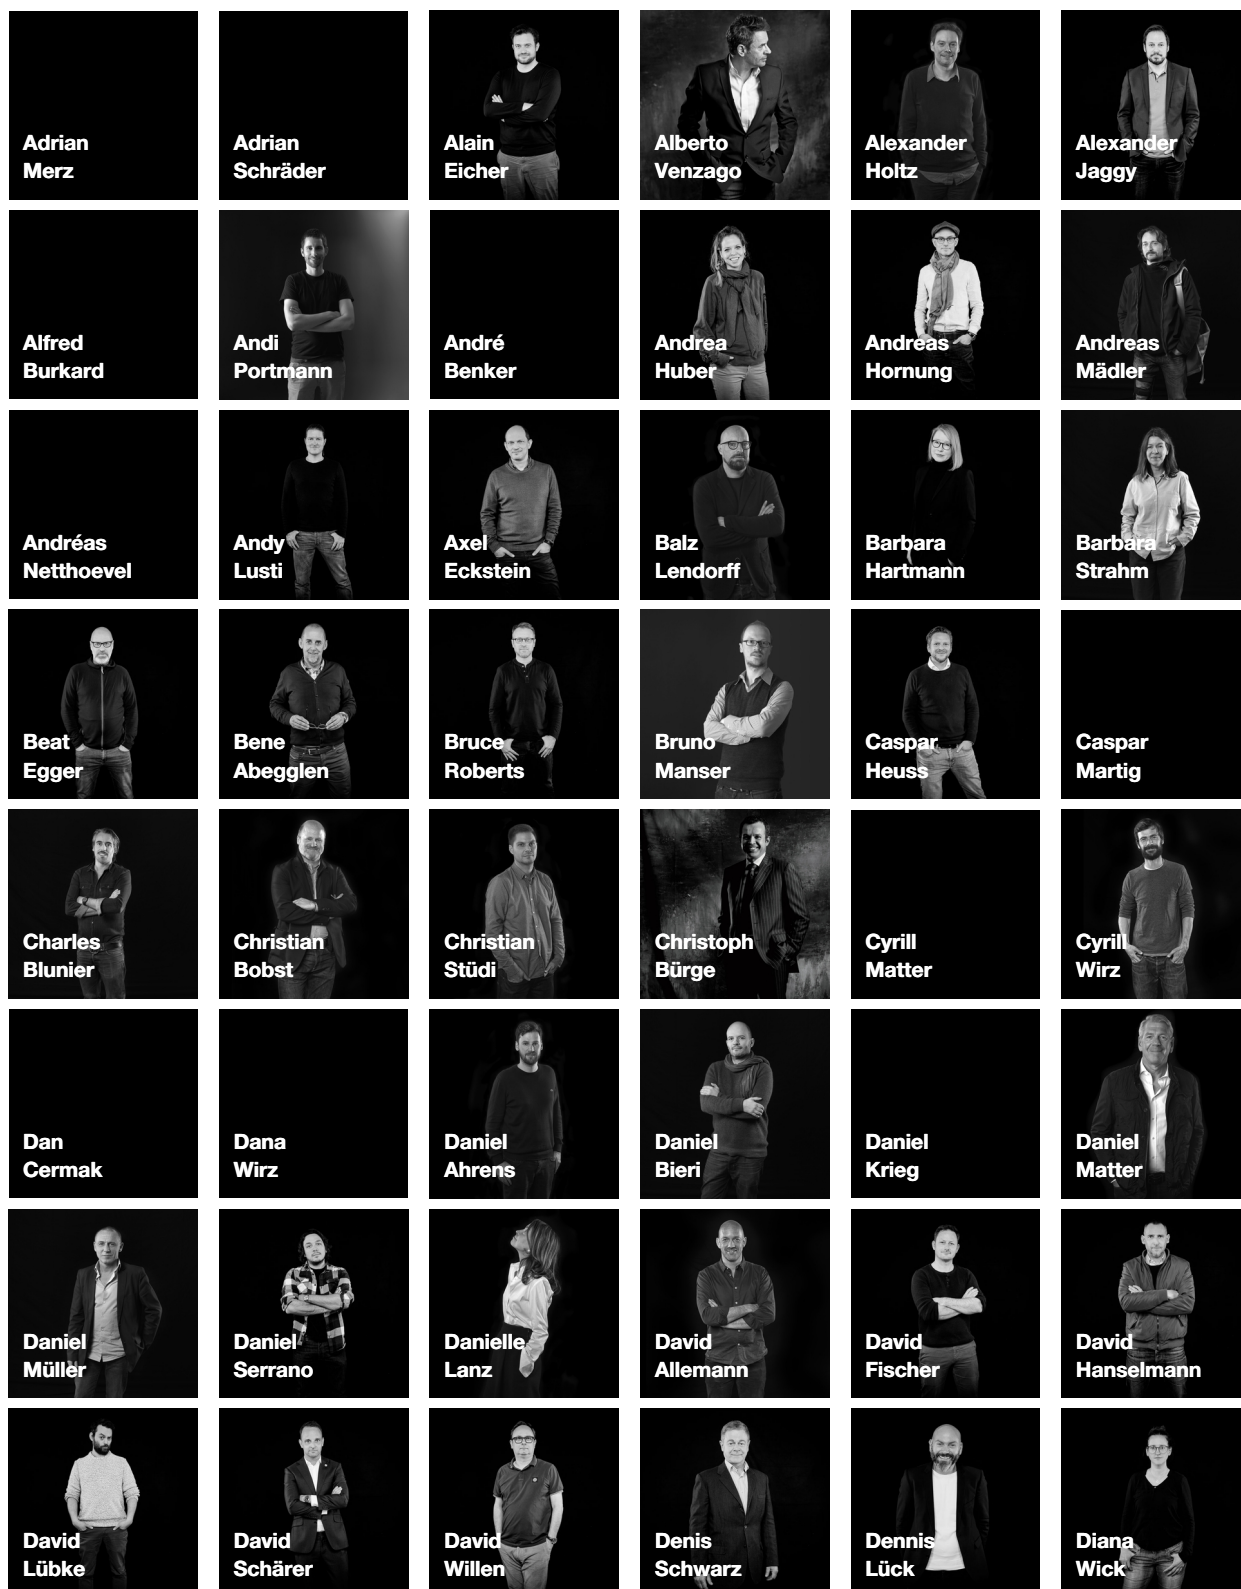 Adrian
Merz
Adrian
Schräder
Alain
Eicher
Alberto
Venzago
Alexander
Holtz
Alexander
Jaggy
Alfred
Burkard
Andi
Portmann
André
Benker
Andrea
Huber
Andreas
Hornung
Andreas
Mädler
Andréas
Netthoevel
Andy
Lusti
Axel
Eckstein
Balz
Lendorff
Barbara
Hartmann
Barbara
Strahm
Beat
Egger
Bene
Abegglen
Bruce
Roberts
Bruno
Manser
Caspar
Heuss
Caspar
Martig
Charles
Blunier
Christian
Bobst
Christian
Stüdi
Christoph
Bürge
Cyrill
Matter
Cyrill
Wirz
Dan
Cermak
Dana
Wirz
Daniel
Ahrens
Daniel
Bieri
Daniel
Krieg
Daniel
Matter
Daniel
Müller
Daniel
Serrano
Danielle
Lanz
David
Allemann
David
Fischer
David
Hanselmann
David
Lübke
David
Schärer
David
Willen
Denis
Schwarz
Dennis
Lück
Diana
Wick